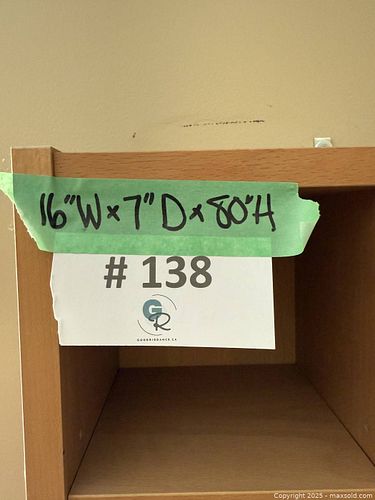 16"W x 7" D x 80"H
# 138
GR
GOODRIDDANCE.CA
Copyright 2025 - maxsold.com